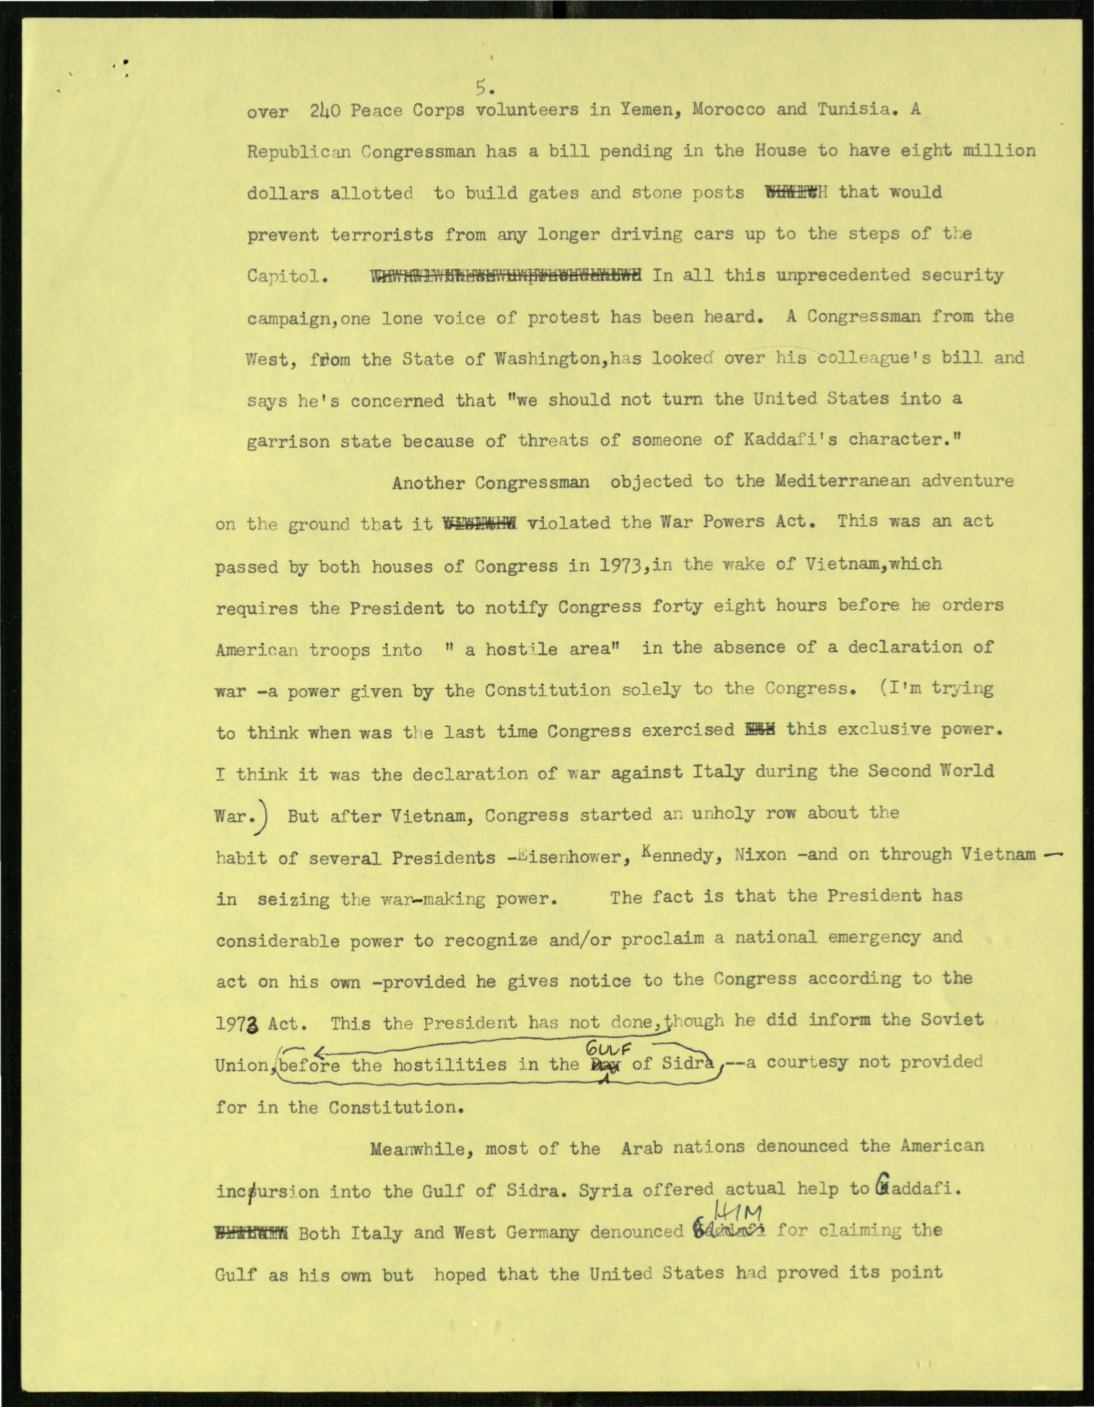 5.
over 240 Peace Corps volunteers in Yemen, Morocco and Tunisia. A
Republican Congressman has a bill pending in the House to have eight million
dollars allotted to build gates and stone posts that would
prevent terrorists from any longer driving cars up to the steps of the
Capitol. In all this unprecedented security
campaign,one lone voice of protest has been heard. A Congressman from the
West, from the State of Washington,has looked over his colleague's bill and
says he's concerned that "we should not turn the United States into a
garrison state because of threats of someone of Kaddafi's character."
Another Congressman objected to the Mediterranean adventure
on the ground that it violated the War Powers Act. This was an act
passed by both houses of Congress in 1973,in the wake of Vietnam,which
requires the President to notify Congress forty eight hours before he orders
American troops into " a hostile area" in the absence of a declaration of
war -a power given by the Constitution solely to the Congress. (I'm trying
to think when was the last time Congress exercised this exclusive power.
I think it was the declaration of war against Italy during the Second World
War.) But after Vietnam, Congress started an unholy row about the
habit of several Presidents -Eisenhower, Kennedy, Nixon -and on through Vietnam —
in seizing the war-making power. The fact is that the President has
considerable power to recognize and/or proclaim a national emergency and
act on his own -provided he gives notice to the Congress according to the
1973 Act. This the President has not done, though he did inform the Soviet
GULF
Union, before the hostilities in the of Sidra,--a courtesy not provided
for in the Constitution.
Meanwhile, most of the Arab nations denounced the American
incursion into the Gulf of Sidra. Syria offered actual help to Gaddafi.
HIM
Both Italy and West Germany denounced Gaddafi for claiming the
Gulf as his own but hoped that the United States had proved its point